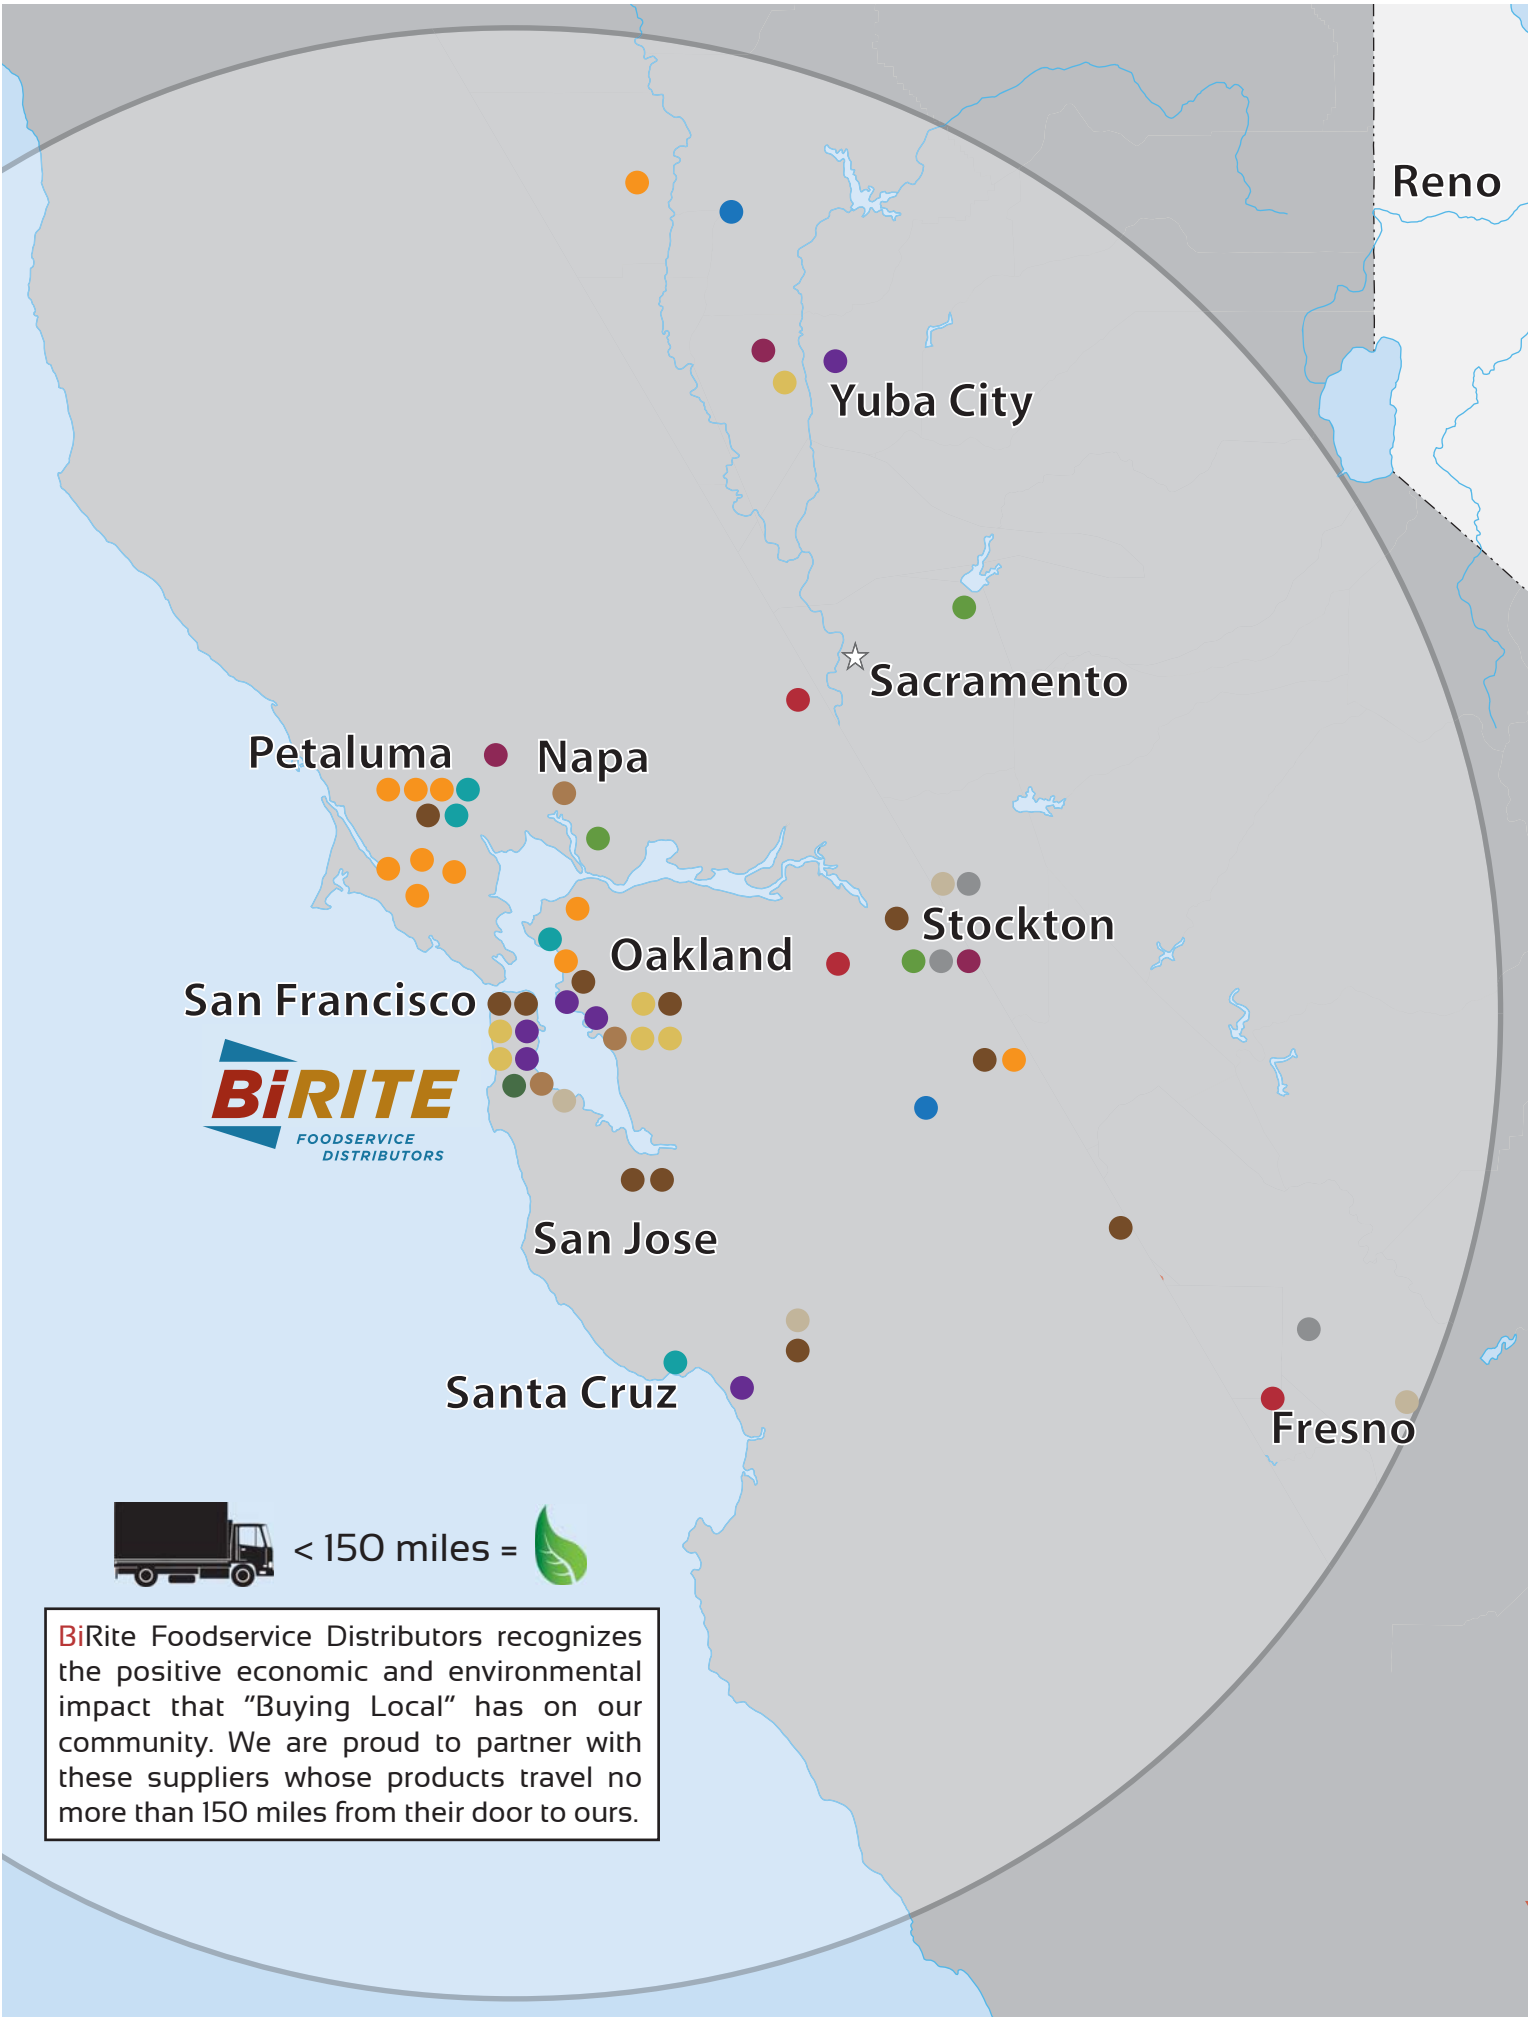 Reno
Yuba City
Sacramento
Petaluma
Napa
Stockton
Oakland
San Francisco
BiRITE
FOODSERVICE
DISTRIBUTORS
San Jose
Santa Cruz
Fresno
< 150 miles =
BiRite Foodservice Distributors recognizes
the positive economic and environmental
impact that "Buying Local" has on our
community. We are proud to partner with
these suppliers whose products travel no
more than 150 miles from their door to ours.